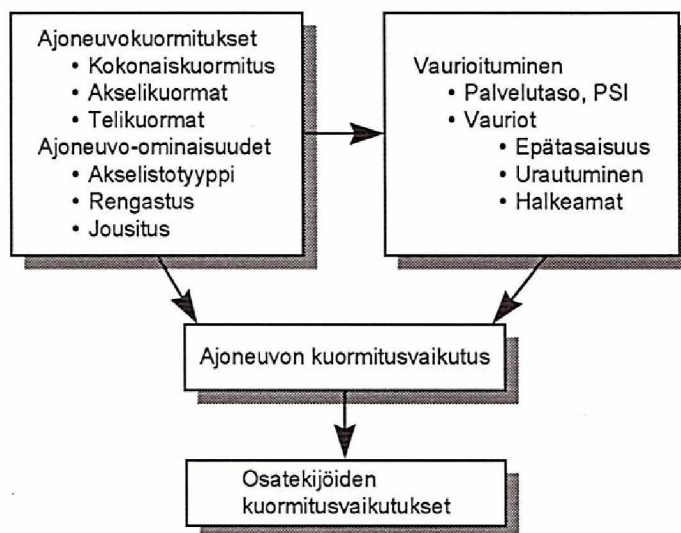 Ajoneuvokuormitukset
• Kokonaiskuormitus
• Akselikuormat
• Telikuormat
Ajoneuvo-ominaisuudet
• Akselistotyyppi
• Rengastus
• Jousitus
Vaurioituminen
• Palvelutaso, PSI
• Vauriot
• Epätasaisuus
• Urautuminen
• Halkeamat
Ajoneuvon kuormitusvaikutus
Osatekijöiden
kuormitusvaikutukset